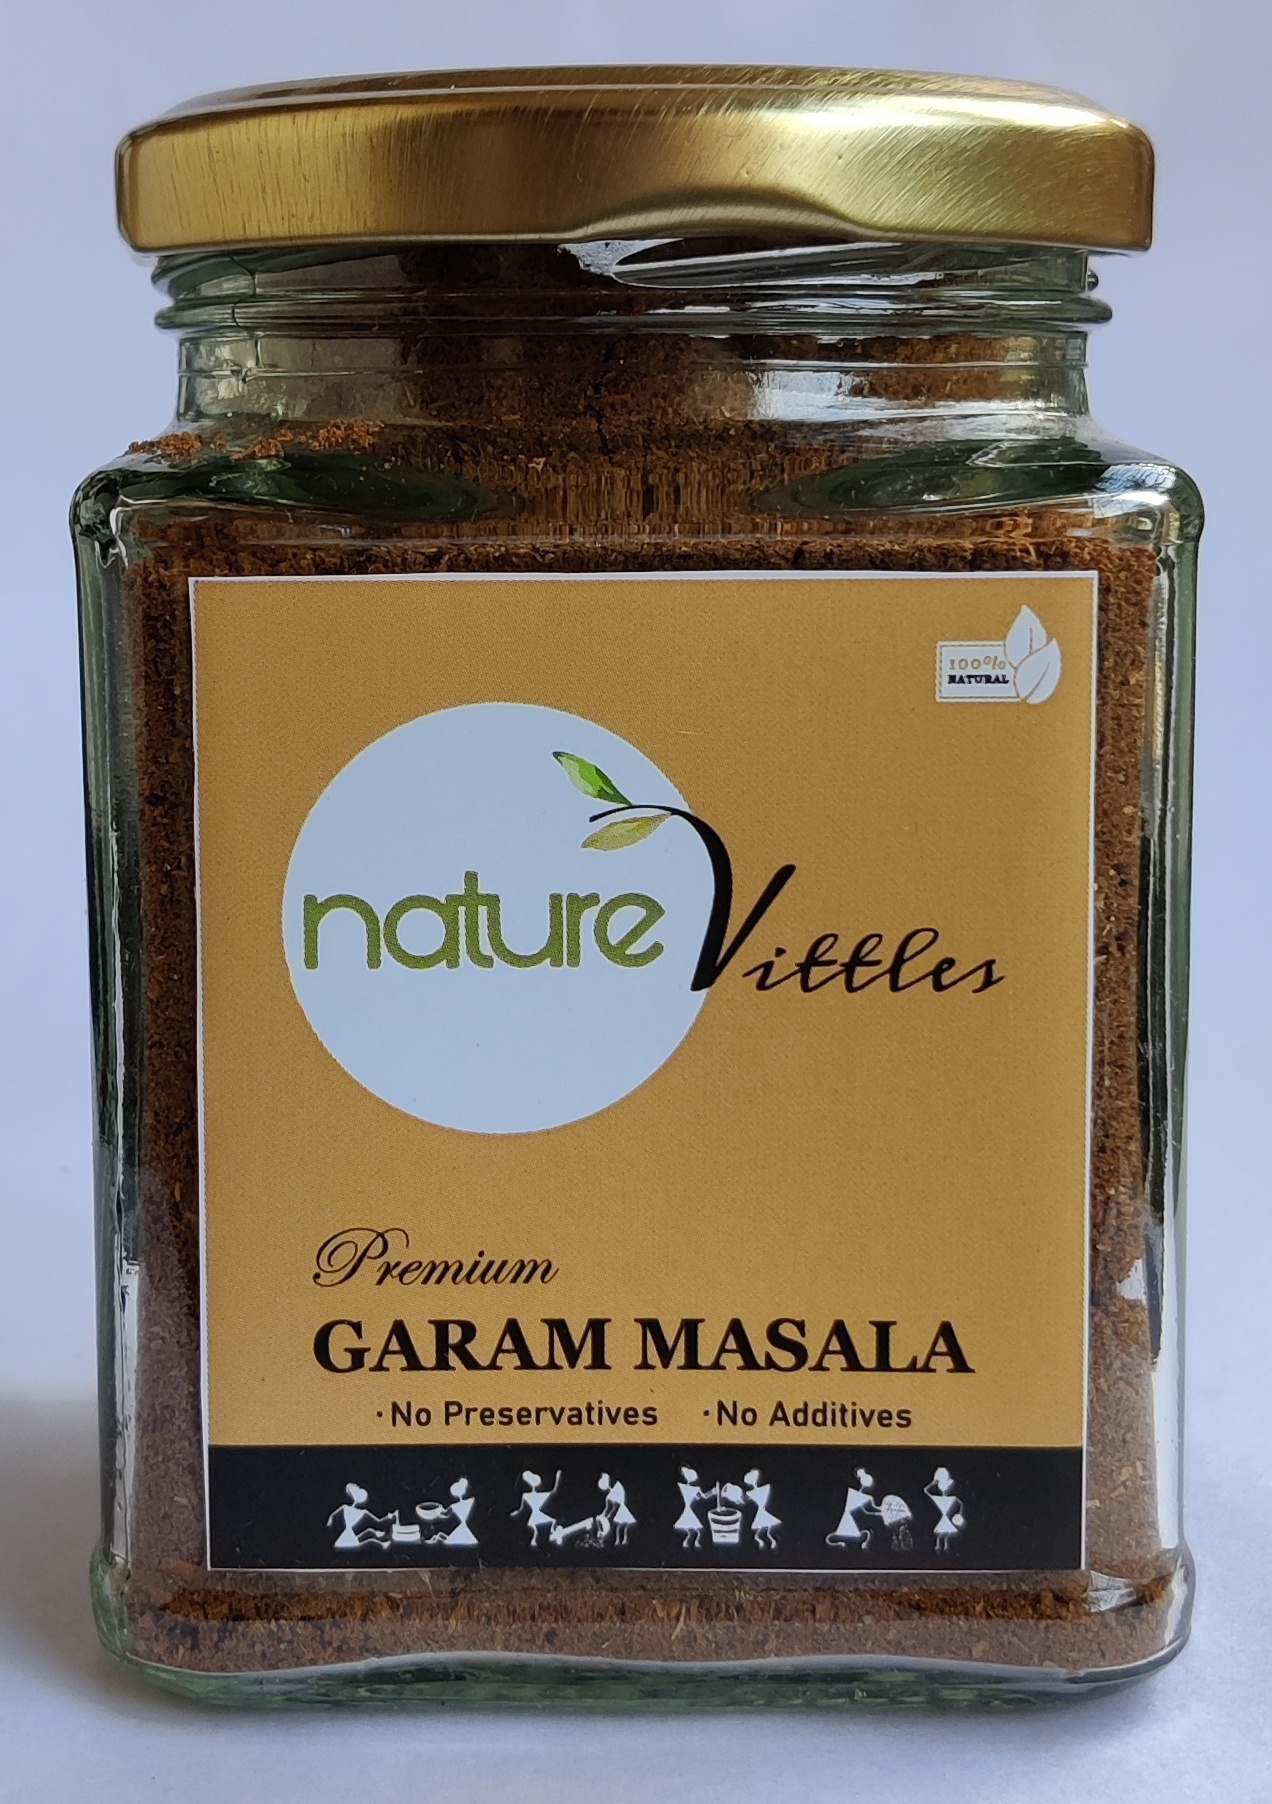 100%
NATURAL
nature Vittles
Premium
GARAM MASALA
·No Preservatives ·No Additives